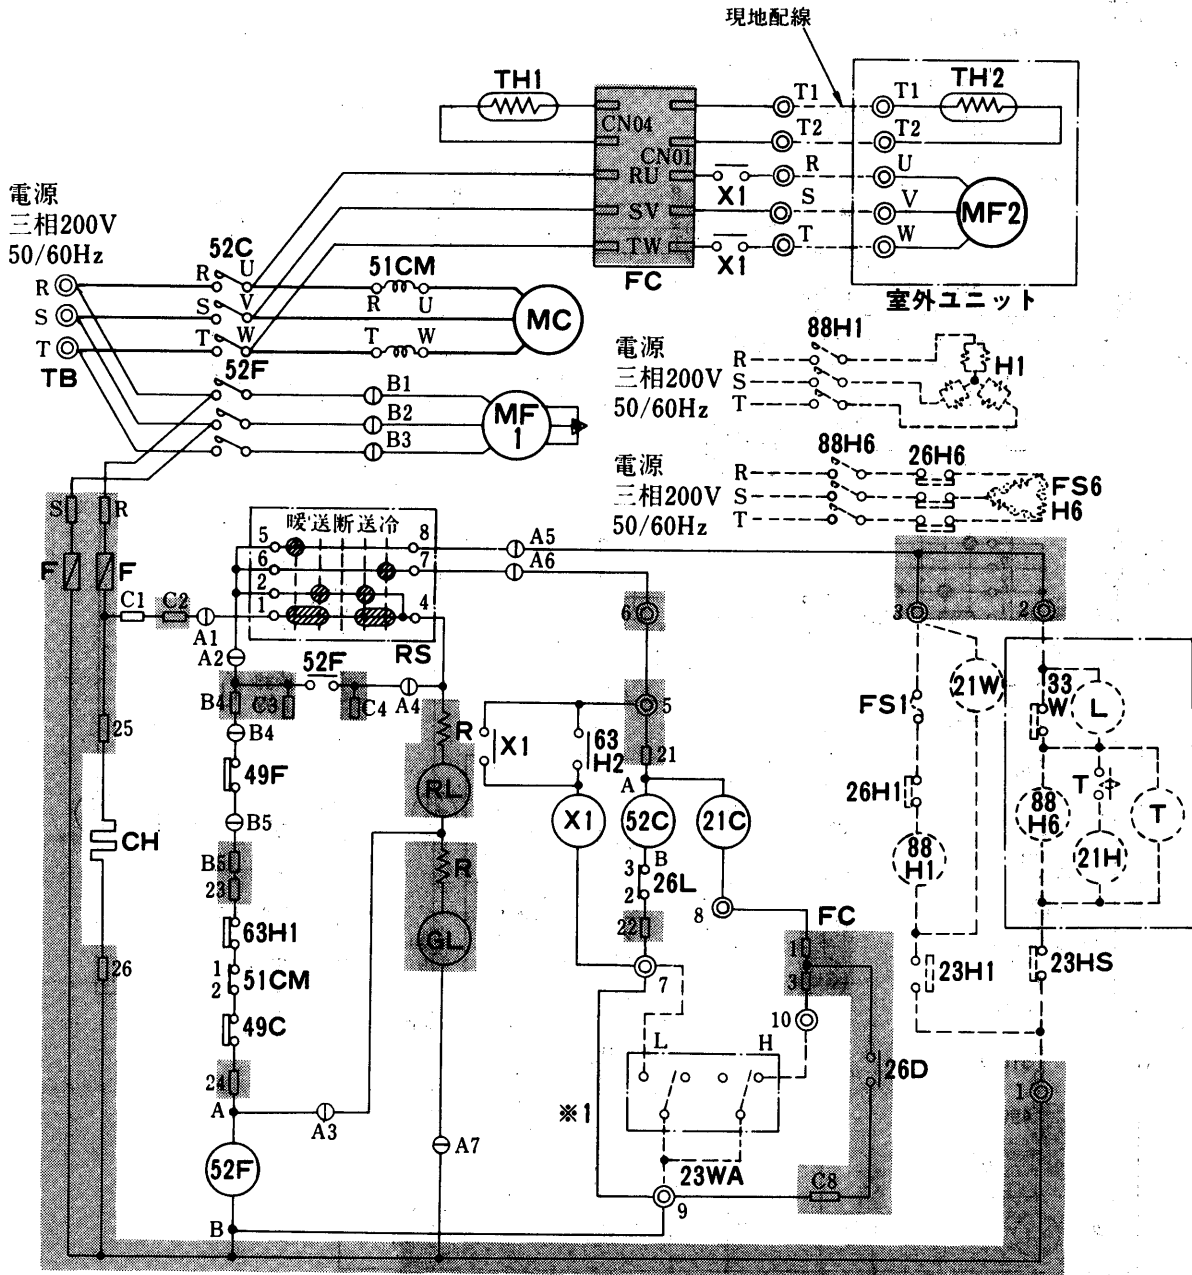 現地配線
TH1
CN04
CN01
RU
SV
TW
FC
T1
T2
R
S
T
X1
X1
TH2
T1
T2
U
V
W
MF2
室外ユニット
電源
三相200V
50/60Hz
R
S
T
TB
52C
R U
S V
T W
51CM
R U
T W
MC
52F
B1
B2
B3
MF
1
電源
三相200V
50/60Hz
R
S
T
88H1
H1
電源
三相200V
50/60Hz
R
S
T
88H6
26H6
FS6
H6
S
R
F
F
C1
C2
A1
A2
暖送断送冷
5 8
6 7
2
1 4
RS
A5
A6
52F
B4
C3
C4
A4
B4
49F
B5
B5
23
63H1
1
2
51CM
49C
24
A
A3
52F
B
25
CH
26
R
RL
R
GL
A7
6
5
X1
63
H2
21
A
X1
52C
21C
B
3
2
26L
22
7
8
FC
1
3
10
L H
※1
23WA
9
26D
C8
3
2
FS1
21W
26H1
88
H1
23H1
33
W
L
88
H6
T
21H
T
23HS
1